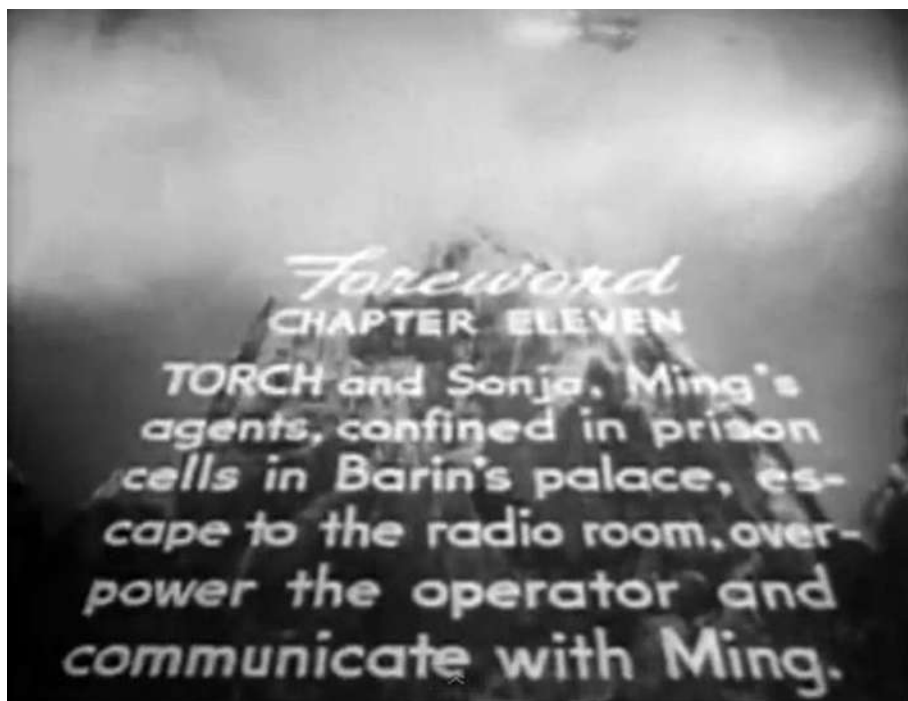 Foreword
CHAPTER ELEVEN
TORCH and Sonja, Ming's
agents, confined in prison
cells in Barin's palace, es-
cape to the radio room, over-
power the operator and
communicate with Ming.